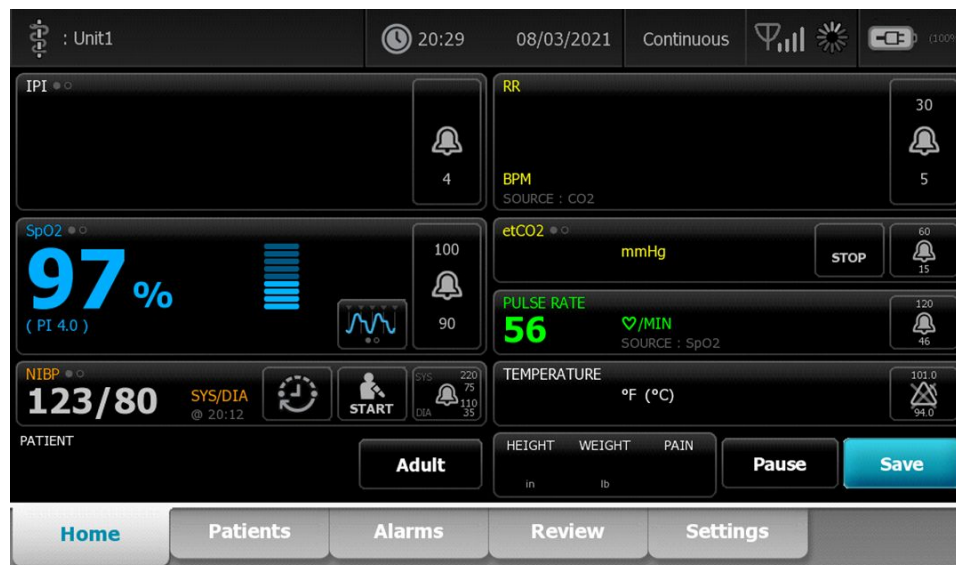 : Unit1
20:29
08/03/2021
Continuous
(100%
IPI
4
RR
30
BPM
5
SOURCE : CO2
SpO2
100
97 %
( PI 4.0 )
90
etCO2
mmHg
STOP
60
15
PULSE RATE
56 /MIN
SOURCE : SpO2
120
46
NIBP
123/80
SYS/DIA
@ 20:12
START
SYS 220
75
110
DIA 35
TEMPERATURE
°F (°C)
101.0
94.0
PATIENT
Adult
HEIGHT WEIGHT PAIN
in lb
Pause
Save
Home Patients Alarms Review Settings